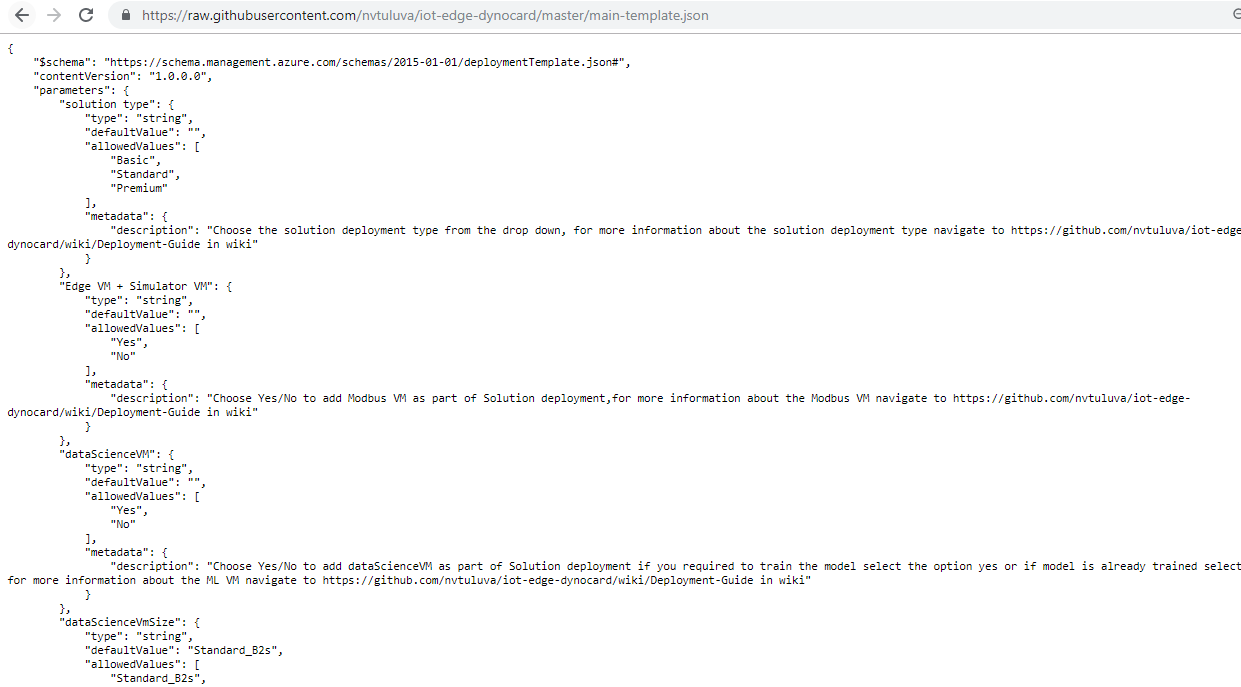 https://raw.githubusercontent.com/nvtuluva/iot-edge-dynocard/master/main-template.json
{
    "$schema": "https://schema.management.azure.com/schemas/2015-01-01/deploymentTemplate.json#",
    "contentVersion": "1.0.0.0",
    "parameters": {
        "solution type": {
            "type": "string",
            "defaultValue": "",
            "allowedValues": [
                "Basic",
                "Standard",
                "Premium"
            ],
            "metadata": {
                "description": "Choose the solution deployment type from the drop down, for more information about the solution deployment type navigate to https://github.com/nvtuluva/iot-edge
dynocard/wiki/Deployment-Guide in wiki"
            }
        },
        "Edge VM + Simulator VM": {
            "type": "string",
            "defaultValue": "",
            "allowedValues": [
                "Yes",
                "No"
            ],
            "metadata": {
                "description": "Choose Yes/No to add Modbus VM as part of Solution deployment,for more information about the Modbus VM navigate to https://github.com/nvtuluva/iot-edge-
dynocard/wiki/Deployment-Guide in wiki"
            }
        },
        "dataScienceVM": {
            "type": "string",
            "defaultValue": "",
            "allowedValues": [
                "Yes",
                "No"
            ],
            "metadata": {
                "description": "Choose Yes/No to add dataScienceVM as part of Solution deployment if you required to train the model select the option yes or if model is already trained select
for more information about the ML VM navigate to https://github.com/nvtuluva/iot-edge-dynocard/wiki/Deployment-Guide in wiki"
            }
        },
        "dataScienceVmSize": {
            "type": "string",
            "defaultValue": "Standard_B2s",
            "allowedValues": [
                "Standard_B2s",